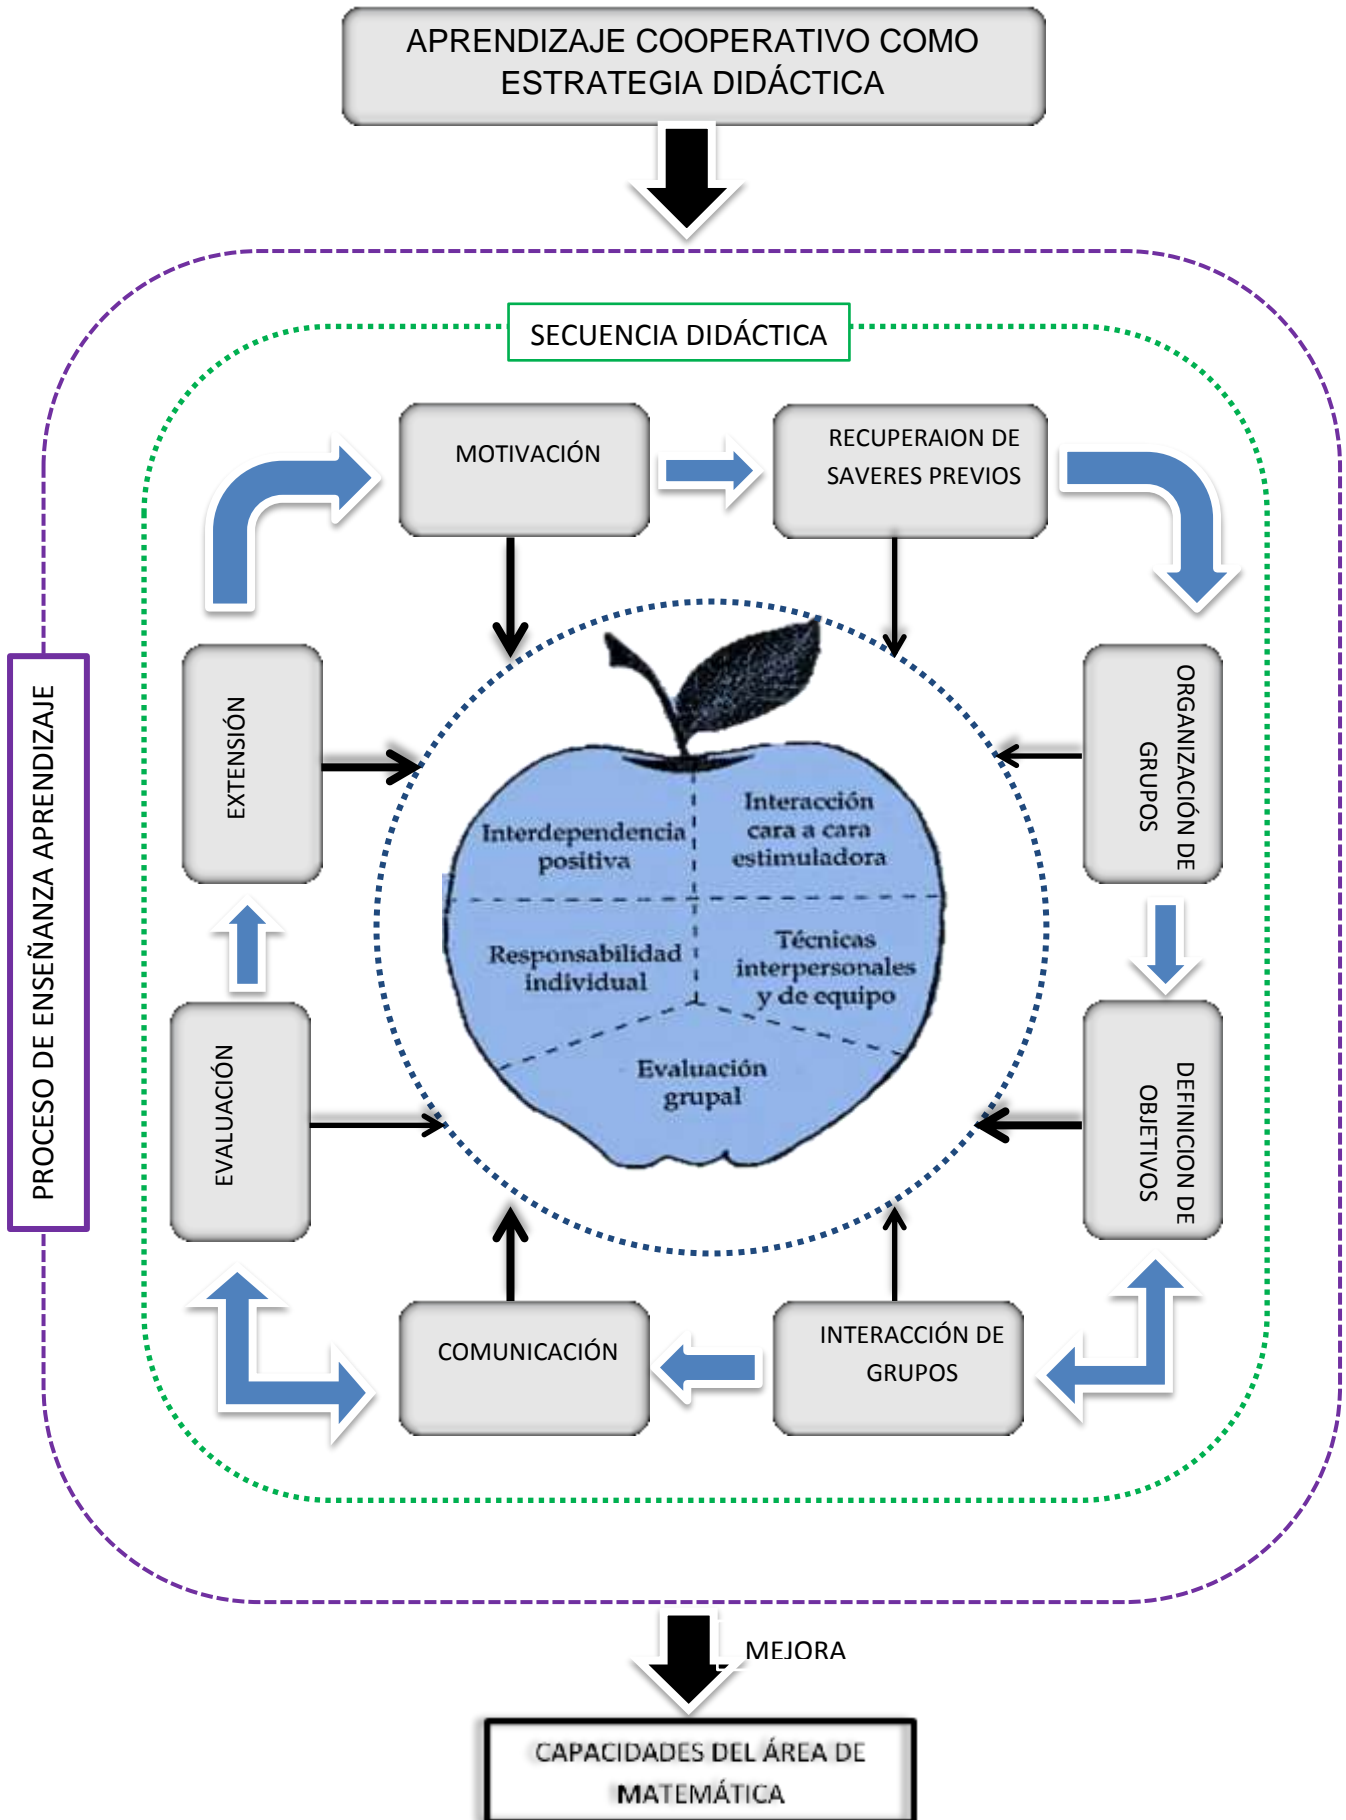 APRENDIZAJE COOPERATIVO COMO
ESTRATEGIA DIDÁCTICA
SECUENCIA DIDÁCTICA
MOTIVACIÓN
RECUPERAION DE
SAVERES PREVIOS
ORGANIZACIÓN DE
GRUPOS
DEFINICION DE
OBJETIVOS
INTERACCIÓN DE
GRUPOS
COMUNICACIÓN
EVALUACIÓN
EXTENSIÓN
PROCESO DE ENSEÑANZA APRENDIZAJE
Interdependencia
positiva
Interacción
cara a cara
estimuladora
Responsabilidad
individual
Técnicas
interpersonales
y de equipo
Evaluación
grupal
MEJORA
CAPACIDADES DEL ÁREA DE
MATEMÁTICA